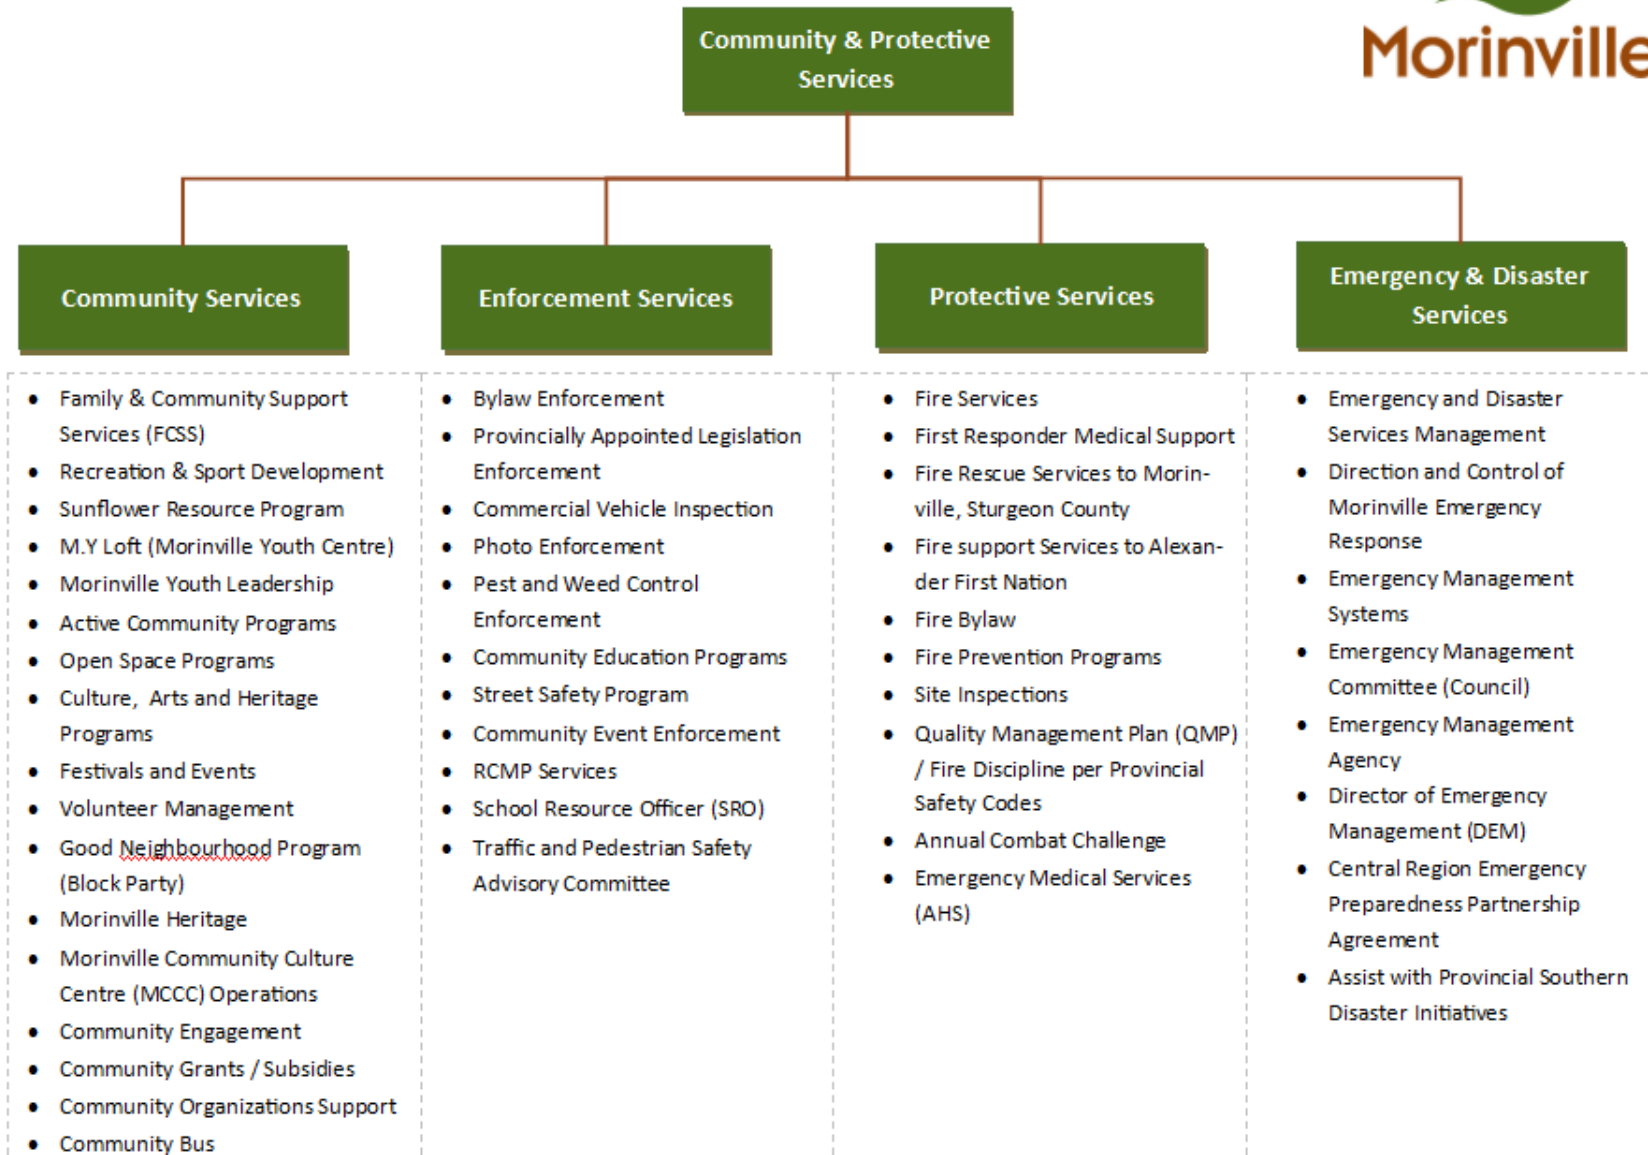 Community & Protective
Services
Morinville
Community Services
Enforcement Services
Protective Services
Emergency & Disaster
Services
• Family & Community Support
Services (FCSS)
• Recreation & Sport Development
• Sunflower Resource Program
• M.Y Loft (Morinville Youth Centre)
• Morinville Youth Leadership
• Active Community Programs
• Open Space Programs
• Culture,  Arts and Heritage
Programs
• Festivals and Events
• Volunteer Management
• Good Neighbourhood Program
(Block Party)
• Morinville Heritage
• Morinville Community Culture
Centre (MCCC) Operations
• Community Engagement
• Community Grants / Subsidies
• Community Organizations Support
• Community Bus
• Bylaw Enforcement
• Provincially Appointed Legislation
Enforcement
• Commercial Vehicle Inspection
• Photo Enforcement
• Pest and Weed Control
Enforcement
• Community Education Programs
• Street Safety Program
• Community Event Enforcement
• RCMP Services
• School Resource Officer (SRO)
• Traffic and Pedestrian Safety
Advisory Committee
• Fire Services
• First Responder Medical Support
• Fire Rescue Services to Morin-
ville, Sturgeon County
• Fire support Services to Alexan-
der First Nation
• Fire Bylaw
• Fire Prevention Programs
• Site Inspections
• Quality Management Plan (QMP)
/ Fire Discipline per Provincial
Safety Codes
• Annual Combat Challenge
• Emergency Medical Services
(AHS)
• Emergency and Disaster
Services Management
• Direction and Control of
Morinville Emergency
Response
• Emergency Management
Systems
• Emergency Management
Committee (Council)
• Emergency Management
Agency
• Director of Emergency
Management (DEM)
• Central Region Emergency
Preparedness Partnership
Agreement
• Assist with Provincial Southern
Disaster Initiatives